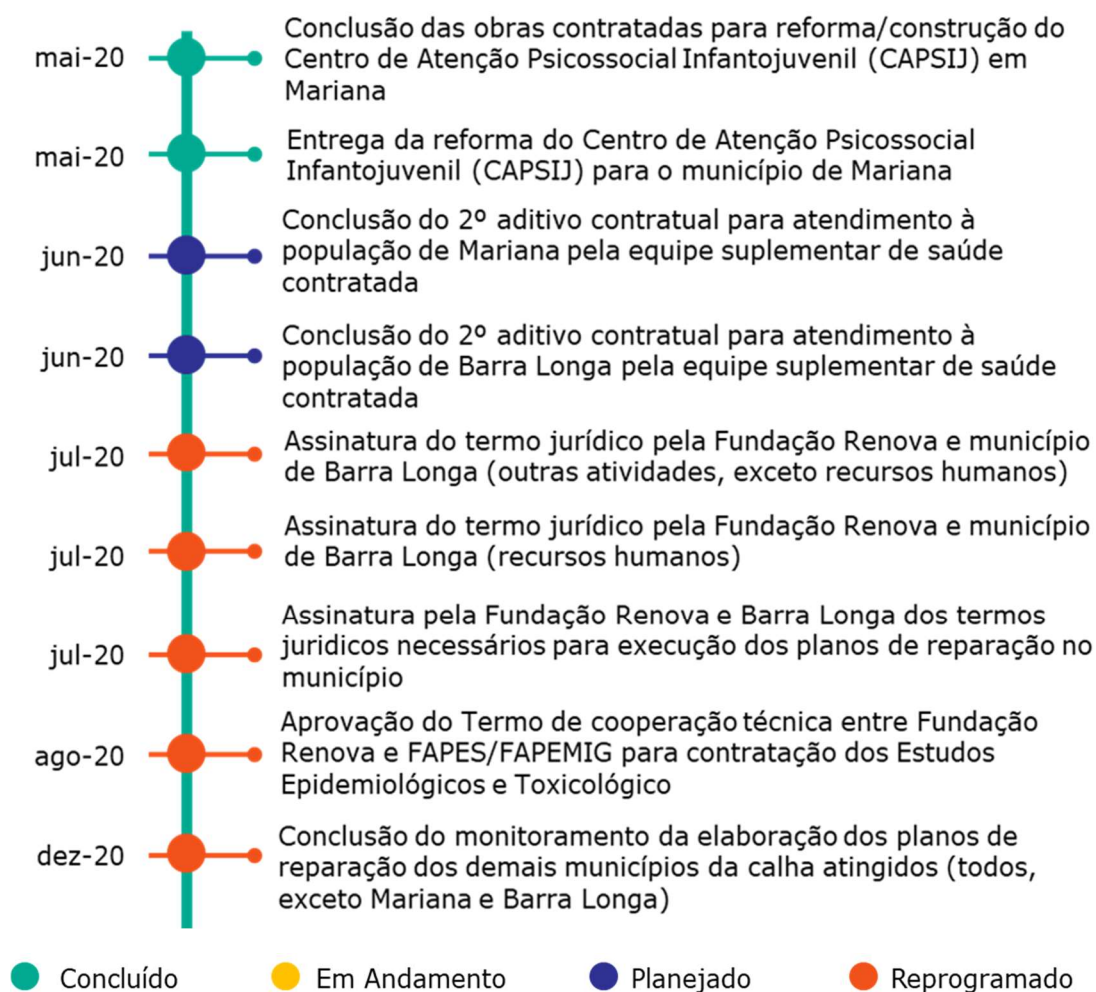 Conclusão das obras contratadas para reforma/construção do
mai-20 Centro de Atenção Psicossocial Infantojuvenil (CAPSIJ) em
Mariana
Entrega da reforma do Centro de Atenção Psicossocial
mai-20 Infantojuvenil (CAPSIJ) para o município de Mariana
Conclusão do 2º aditivo contratual para atendimento à
jun-20 população de Mariana pela equipe suplementar de saúde
contratada
Conclusão do 2º aditivo contratual para atendimento à
jun-20 população de Barra Longa pela equipe suplementar de saúde
contratada
Assinatura do termo jurídico pela Fundação Renova e município
jul-20 de Barra Longa (outras atividades, exceto recursos humanos)
Assinatura do termo jurídico pela Fundação Renova e município
jul-20 de Barra Longa (recursos humanos)
Assinatura pela Fundação Renova e Barra Longa dos termos
jul-20 juridicos necessários para execução dos planos de reparação no
município
Aprovação do Termo de cooperação técnica entre Fundação
ago-20 Renova e FAPES/FAPEMIG para contratação dos Estudos
Epidemiológicos e Toxicológico
Conclusão do monitoramento da elaboração dos planos de
dez-20 reparação dos demais municípios da calha atingidos (todos,
exceto Mariana e Barra Longa)
Concluído Em Andamento Planejado Reprogramado